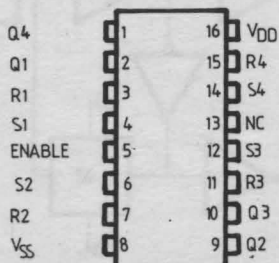 Q4 1 16 VDD
Q1 2 15 R4
R1 3 14 S4
S1 4 13 NC
ENABLE 5 12 S3
S2 6 11 R3
R2 7 10 Q3
VSS 8 9 Q2